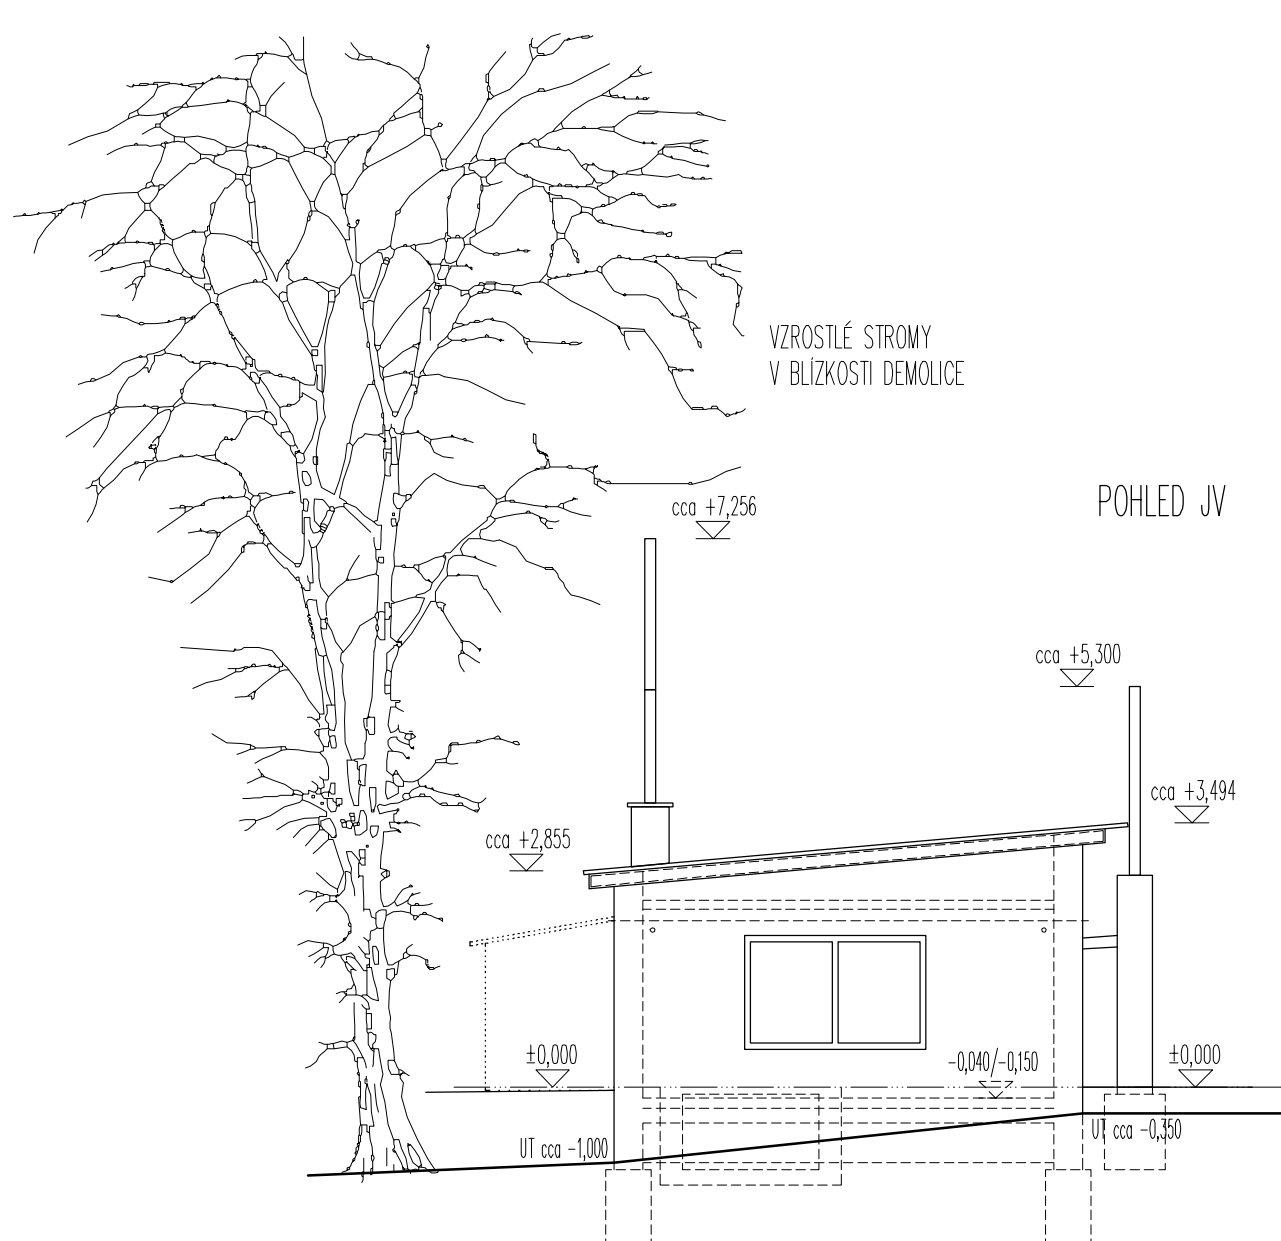 VZROSTLÉ STROMY
V BLÍZKOSTI DEMOLICE
POHLED JV
cca +7,256
cca +5,300
cca +3,494
cca +2,855
±0,000
-0,040/-0,150
±0,000
UT cca -1,000
UT cca -0,350